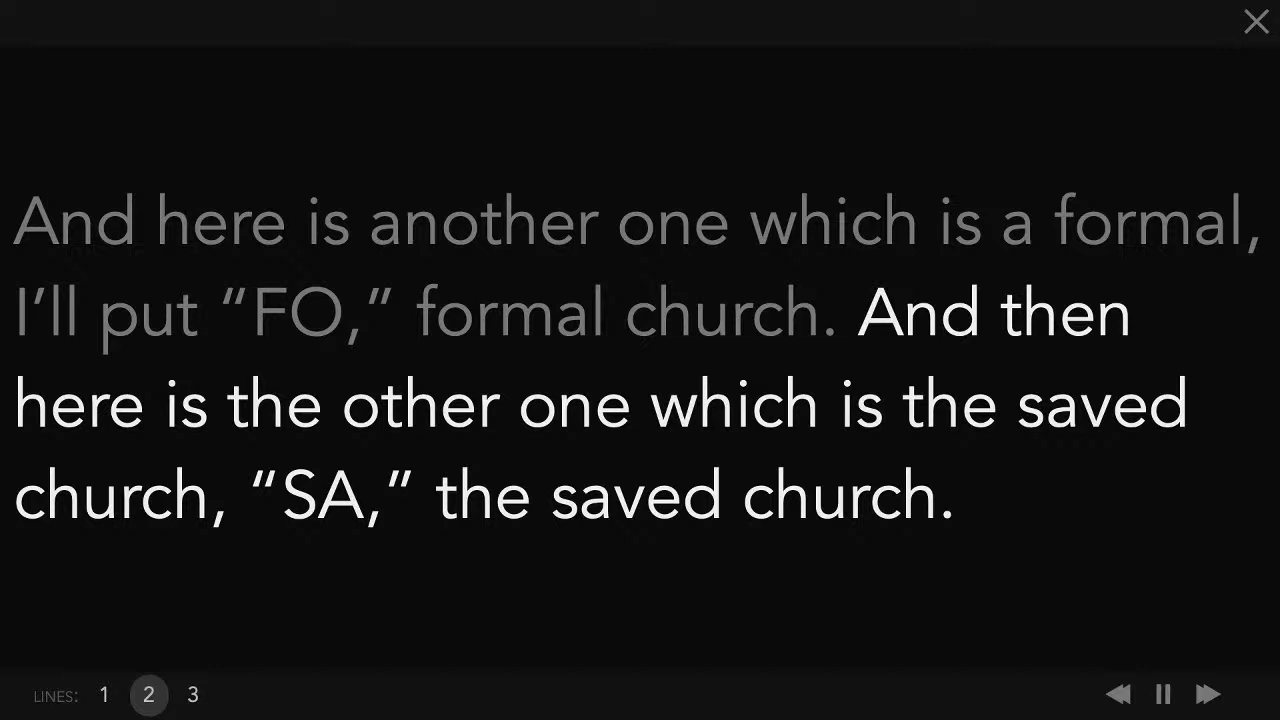 And here is another one which is a formal,
I’ll put “FO,” formal church. And then
here is the other one which is the saved
church, “SA,” the saved church.
LINES: 1 2 3